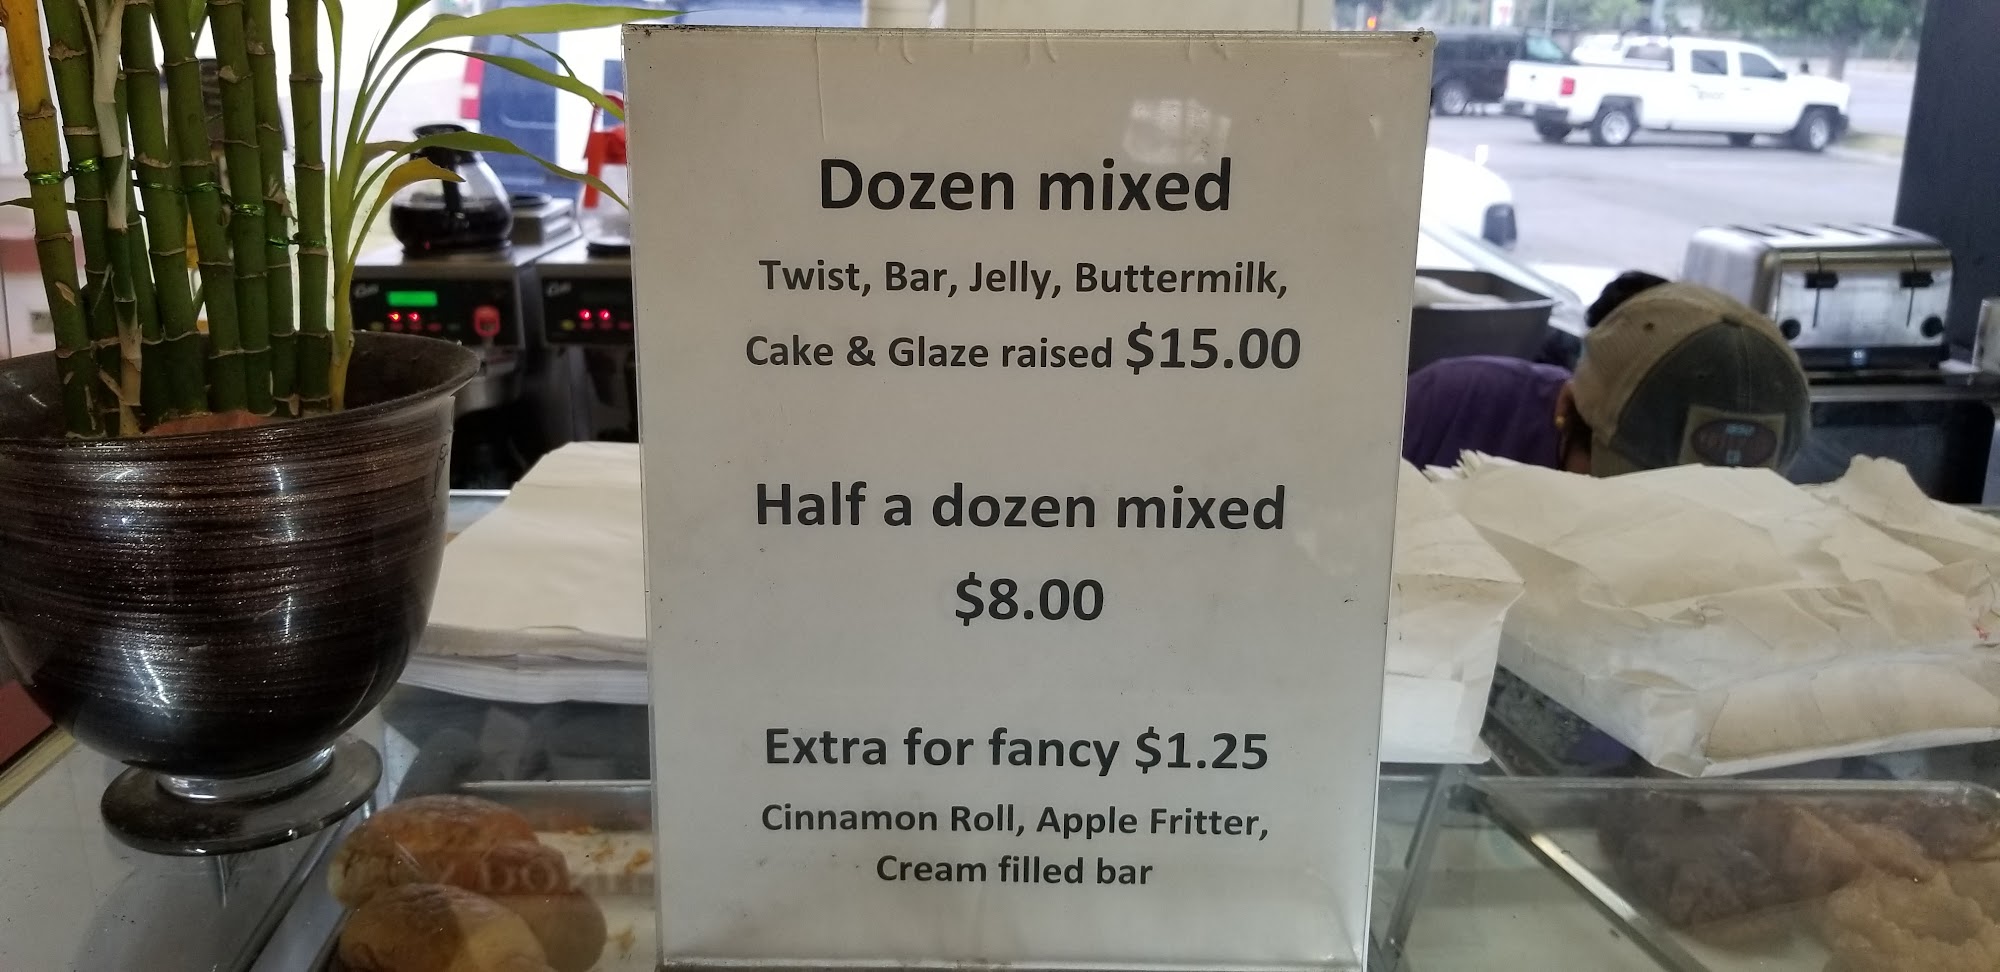 Dozen mixed
Twist, Bar, Jelly, Buttermilk,
Cake & Glaze raised $15.00
Half a dozen mixed
$8.00
Extra for fancy $1.25
Cinnamon Roll, Apple Fritter,
Cream filled bar